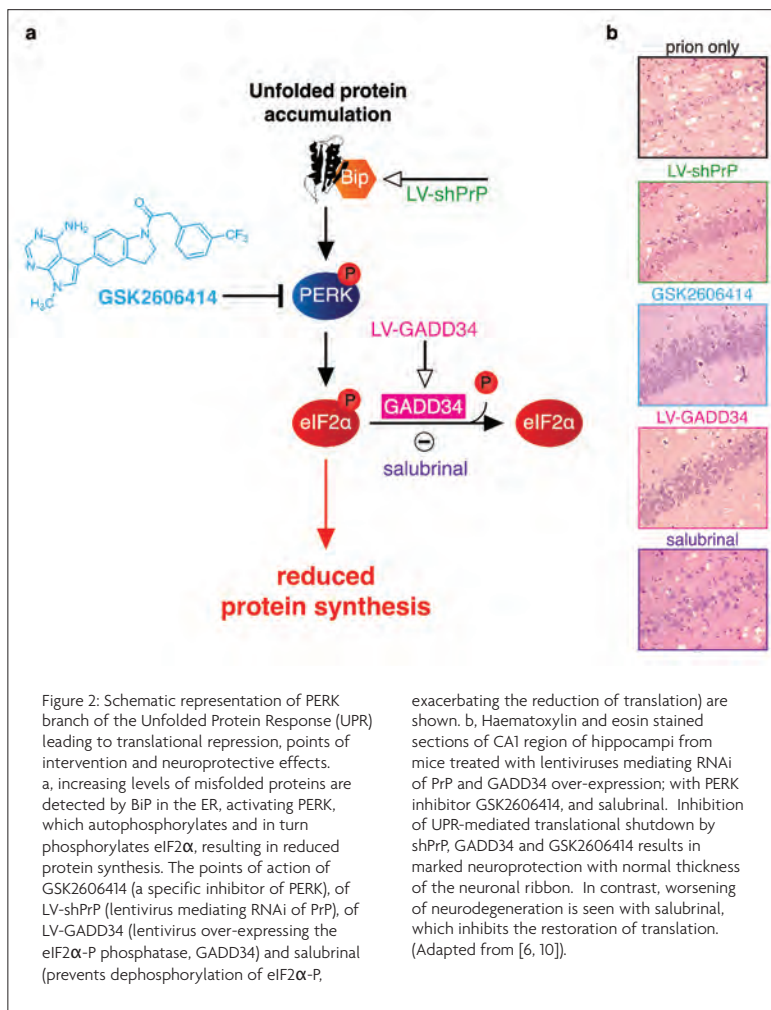 a
b
prion only
Unfolded protein
accumulation
Bip
LV-shPrP
LV-shPrP
O
NH₂
N
CF₃
N
N
N
H₃C
GSK2606414
P
PERK
GSK2606414
LV-GADD34
P
P
eIF2α
GADD34
eIF2α
−
salubrinal
LV-GADD34
salubrinal
reduced
protein synthesis
Figure 2: Schematic representation of PERK
branch of the Unfolded Protein Response (UPR)
leading to translational repression, points of
intervention and neuroprotective effects.
a, increasing levels of misfolded proteins are
detected by BiP in the ER, activating PERK,
which autophosphorylates and in turn
phosphorylates eIF2α, resulting in reduced
protein synthesis. The points of action of
GSK2606414 (a specific inhibitor of PERK), of
LV-shPrP (lentivirus mediating RNAi of PrP), of
LV-GADD34 (lentivirus over-expressing the
eIF2α-P phosphatase, GADD34) and salubrinal
(prevents dephosphorylation of eIF2α-P,
exacerbating the reduction of translation) are
shown. b, Haematoxylin and eosin stained
sections of CA1 region of hippocampi from
mice treated with lentiviruses mediating RNAi
of PrP and GADD34 over-expression; with PERK
inhibitor GSK2606414, and salubrinal. Inhibition
of UPR-mediated translational shutdown by
shPrP, GADD34 and GSK2606414 results in
marked neuroprotection with normal thickness
of the neuronal ribbon. In contrast, worsening
of neurodegeneration is seen with salubrinal,
which inhibits the restoration of translation.
(Adapted from [6, 10]).